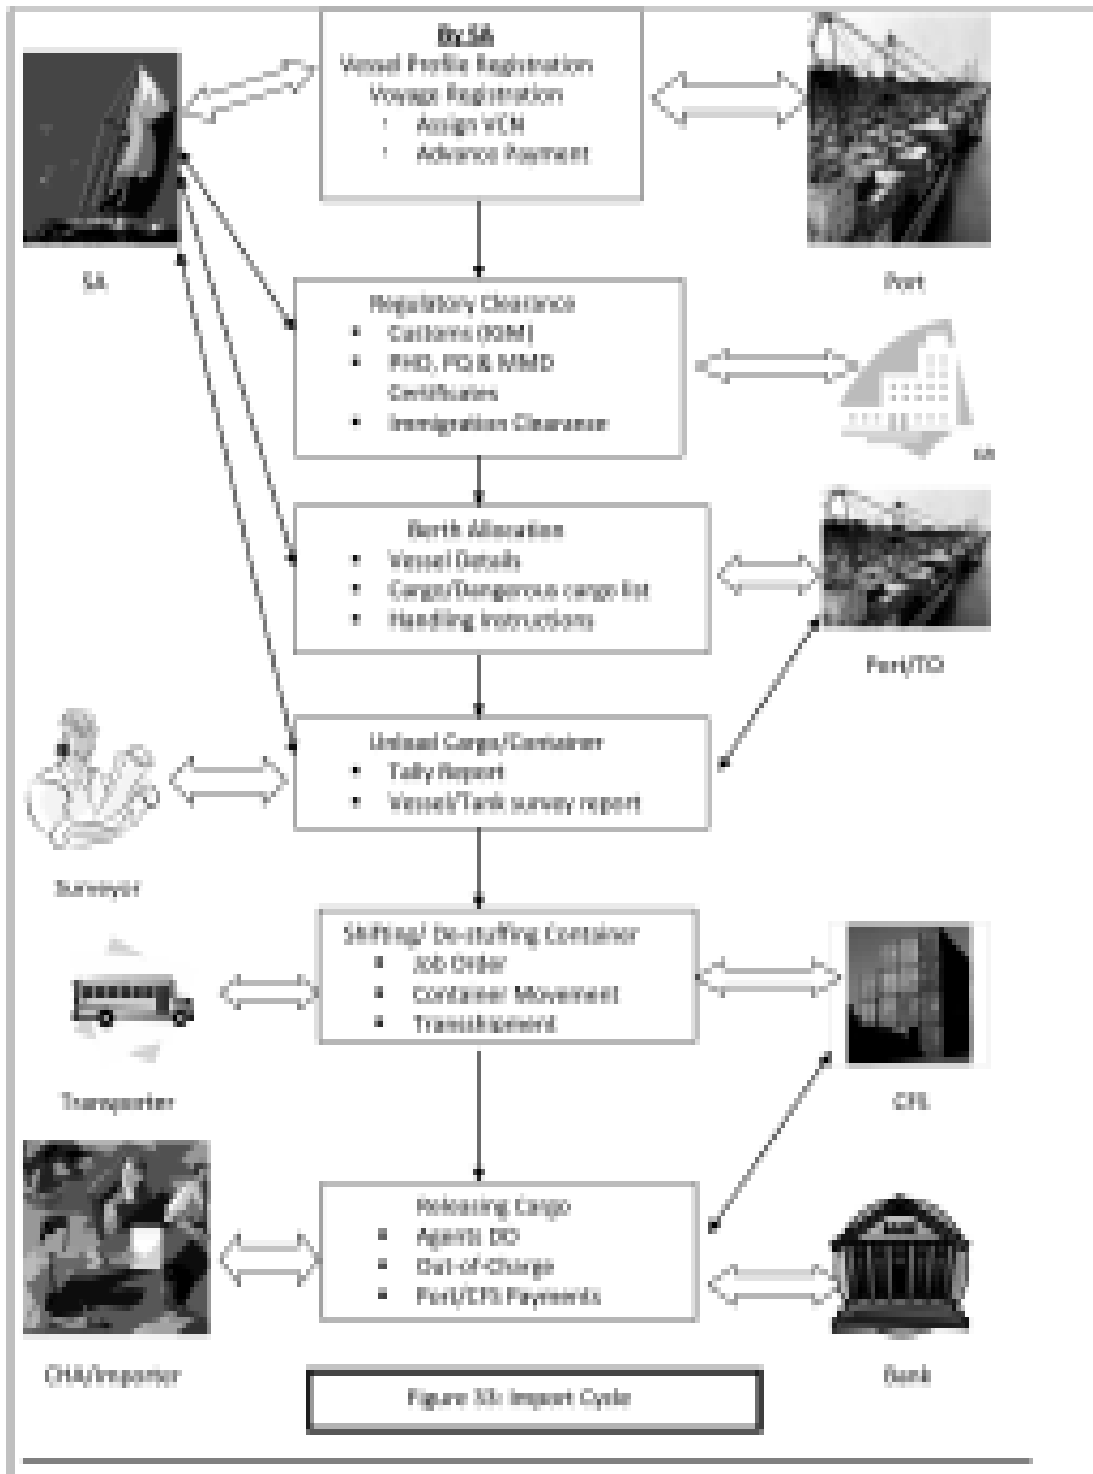 By SA
Vessel Profile Registration
Voyage Registration
Assign VCN
Advance Payment
SA
Port
Regulatory Clearance
Customs (IGM)
PHO, PQ & MMD
Certificates
Immigration Clearance
Berth Allocation
Vessel Details
Cargo/Dangerous cargo list
Handling Instructions
Port/TO
Unload Cargo/Container
Tally Report
Vessel/Tank survey report
Surveyor
Shifting/ De-stuffing Container
Job Order
Container Movement
Transshipment
Transporter
CFS
Releasing Cargo
Agents DO
Out-of-Charge
Port/CFS Payments
BANK
CHA/Importer
Bank
Import Cycle